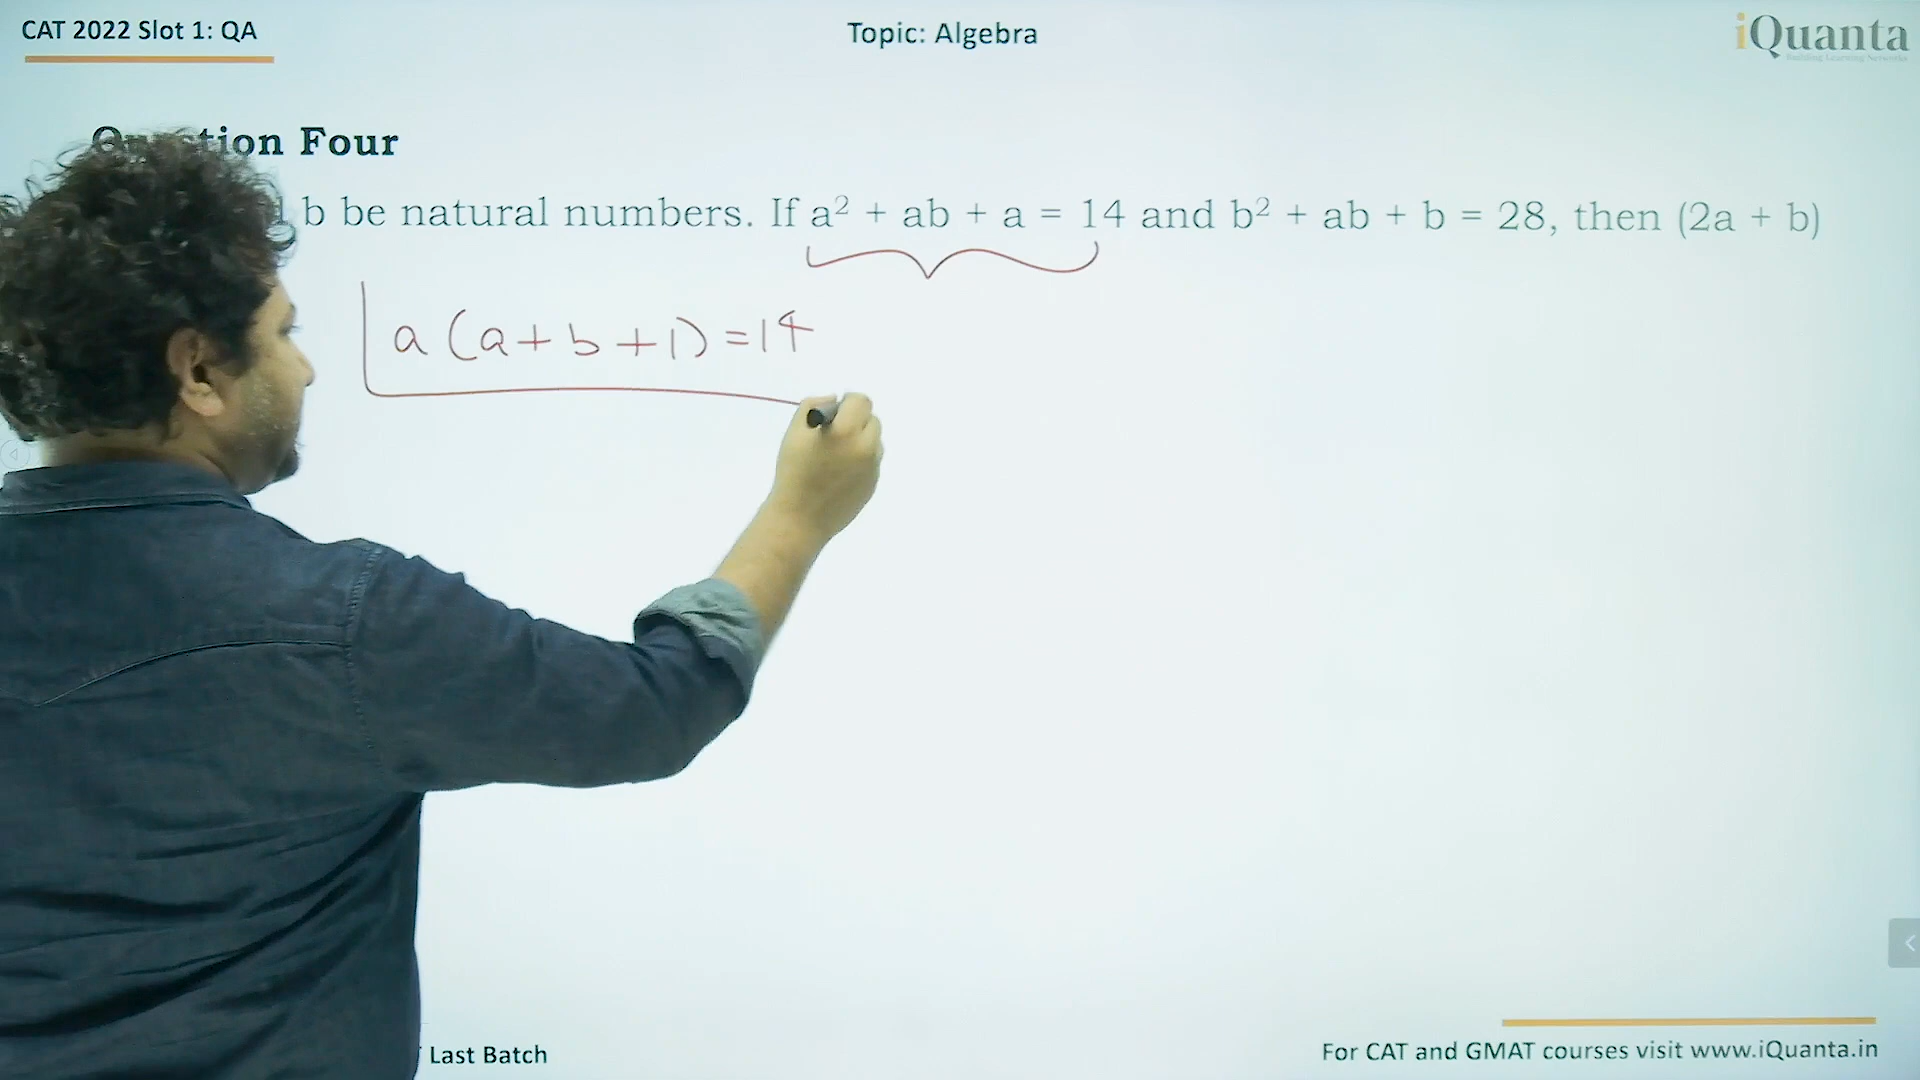 CAT 2022 Slot 1: QA
Topic: Algebra
iQuanta
Question Four
b be natural numbers. If a² + ab + a = 14 and b² + ab + b = 28, then (2a + b)
a (a+b+1) =14
Last Batch
For CAT and GMAT courses visit www.iQuanta.in